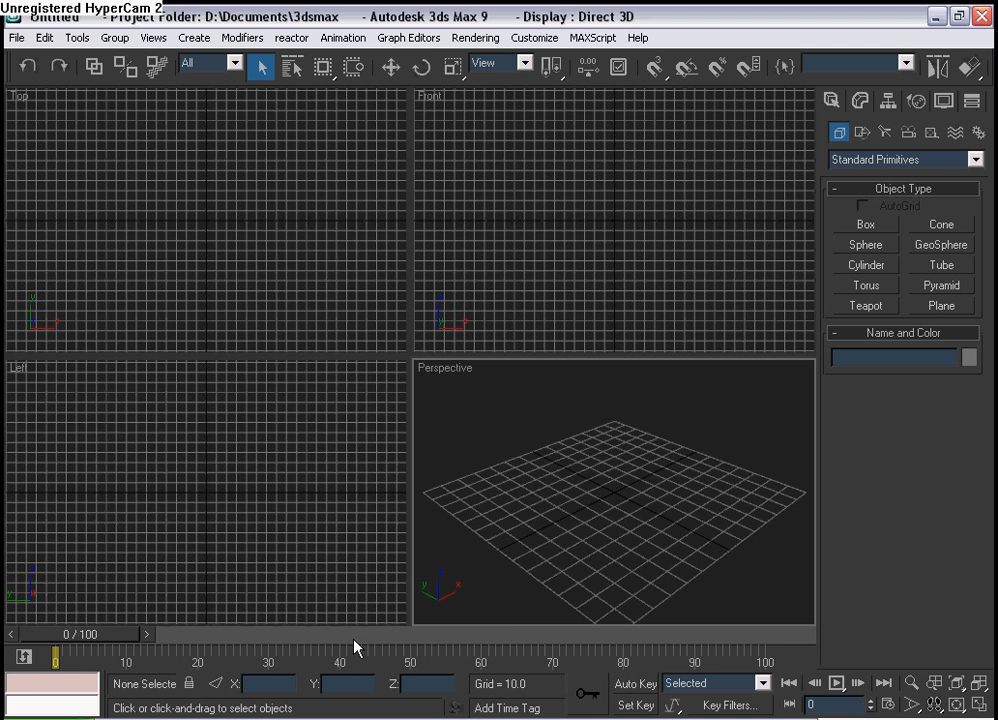 Unregistered HyperCam 2
Untitled - Project Folder: D:\Documents\3dsmax - Autodesk 3ds Max 9 - Display : Direct 3D
File Edit Tools Group Views Create Modifiers reactor Animation Graph Editors Rendering Customize MAXScript Help
All
View
0.00
Top
Front
Standard Primitives
- Object Type
AutoGrid
Box Cone
Sphere GeoSphere
Cylinder Tube
Torus Pyramid
Teapot Plane
- Name and Color
Left
Perspective
y
x
z
y
x
z
y
x
< 0 / 100 >
0 10 20 30 40 50 60 70 80 90 100
None Selecte X: Y: Z: Grid = 10.0 Auto Key Selected
Click or click-and-drag to select objects Add Time Tag Set Key Key Filters... 0